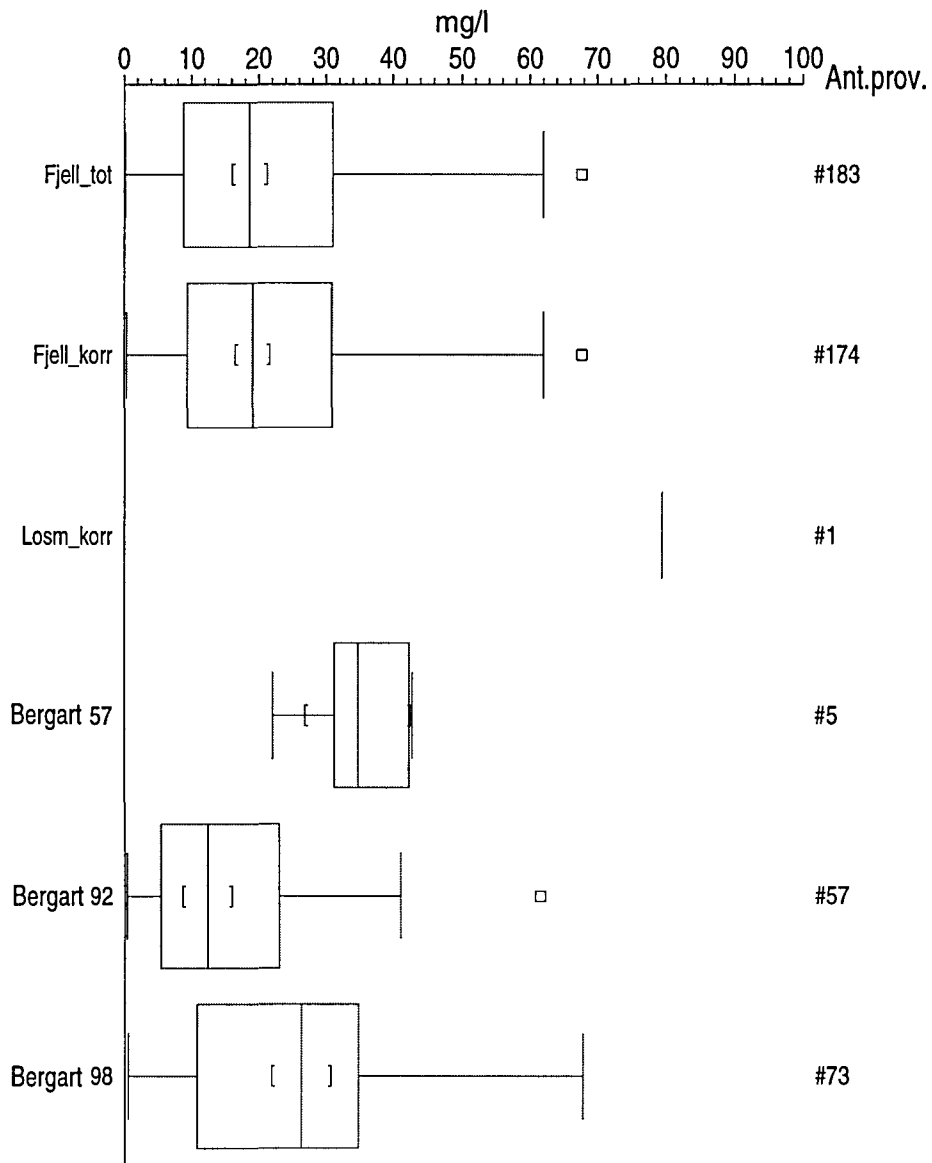 mg/l
0 10 20 30 40 50 60 70 80 90 100
Ant.prov.
Fjell_tot #183
Fjell_korr #174
Losm_korr #1
Bergart 57 #5
Bergart 92 #57
Bergart 98 #73